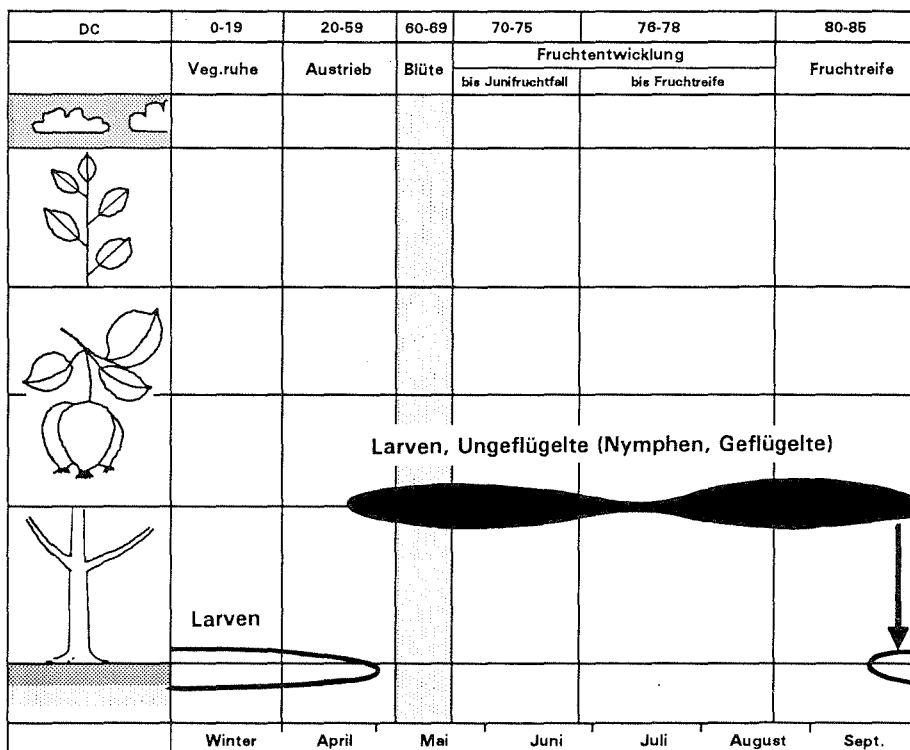 DC 0-19 20-59 60-69 70-75 76-78 80-85
Fruchtentwicklung
Veg.ruhe Austrieb Blüte Fruchtreife
bis Junifruchtfall bis Fruchtreife
Larven, Ungeflügelte (Nymphen, Geflügelte)
Larven
Winter April Mai Juni Juli August Sept.